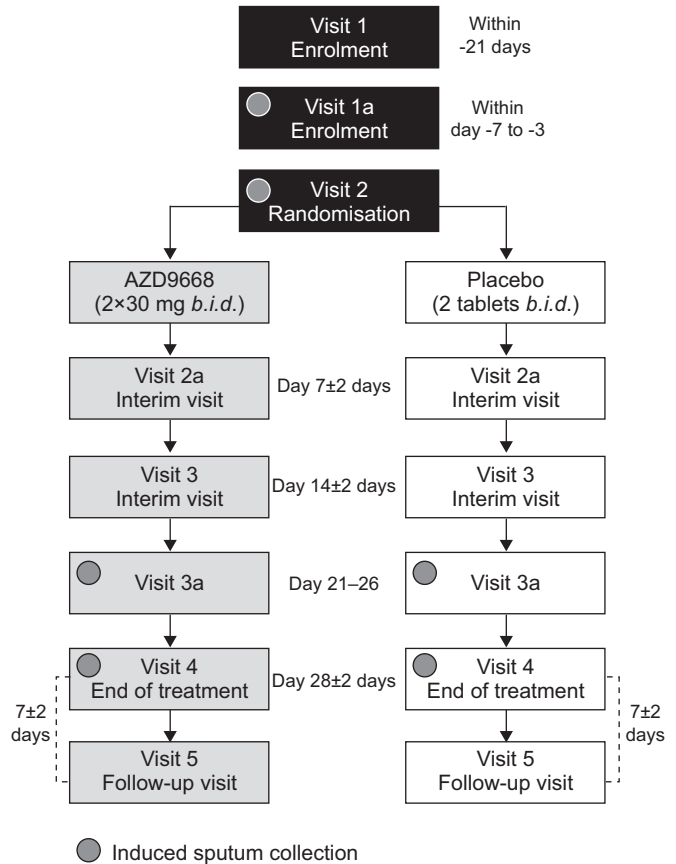 Visit 1
Enrolment
Within
-21 days
Visit 1a
Enrolment
Within
day -7 to -3
Visit 2
Randomisation
AZD9668
(2×30 mg b.i.d.)
Placebo
(2 tablets b.i.d.)
Visit 2a
Interim visit
Day 7±2 days
Visit 2a
Interim visit
Visit 3
Interim visit
Day 14±2 days
Visit 3
Interim visit
Visit 3a
Day 21–26
Visit 3a
Visit 4
End of treatment
Day 28±2 days
Visit 4
End of treatment
7±2
days
7±2
days
Visit 5
Follow-up visit
Visit 5
Follow-up visit
Induced sputum collection